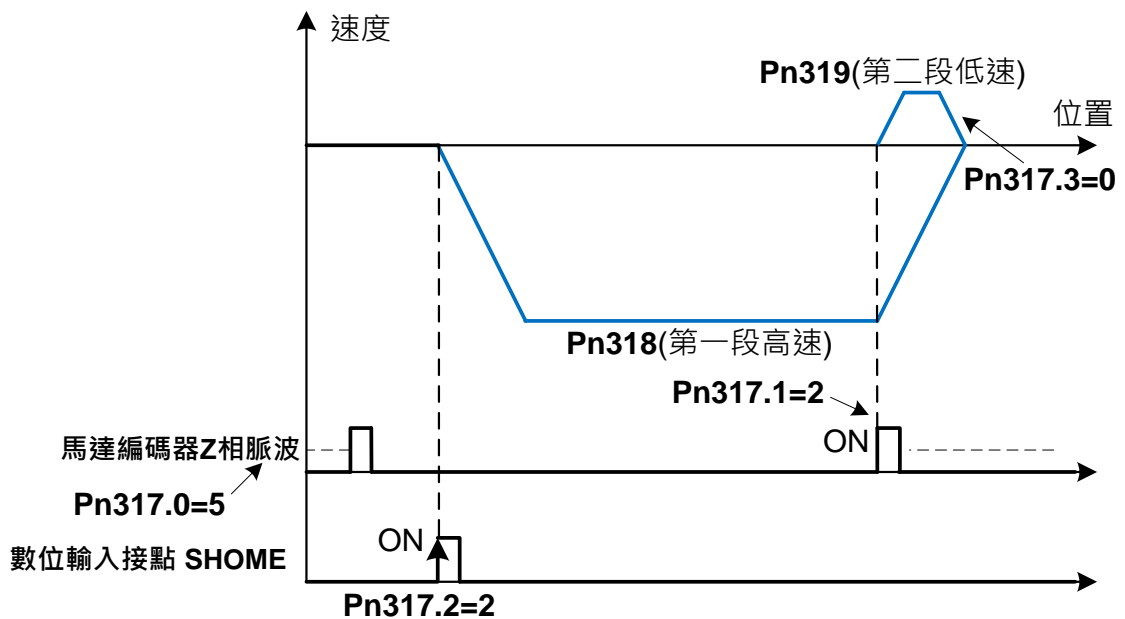 速度
Pn319(第二段低速)
位置
Pn317.3=0
Pn318(第一段高速)
Pn317.1=2
馬達編碼器Z相脈波
ON
Pn317.0=5
ON
數位輸入接點 SHOME
Pn317.2=2